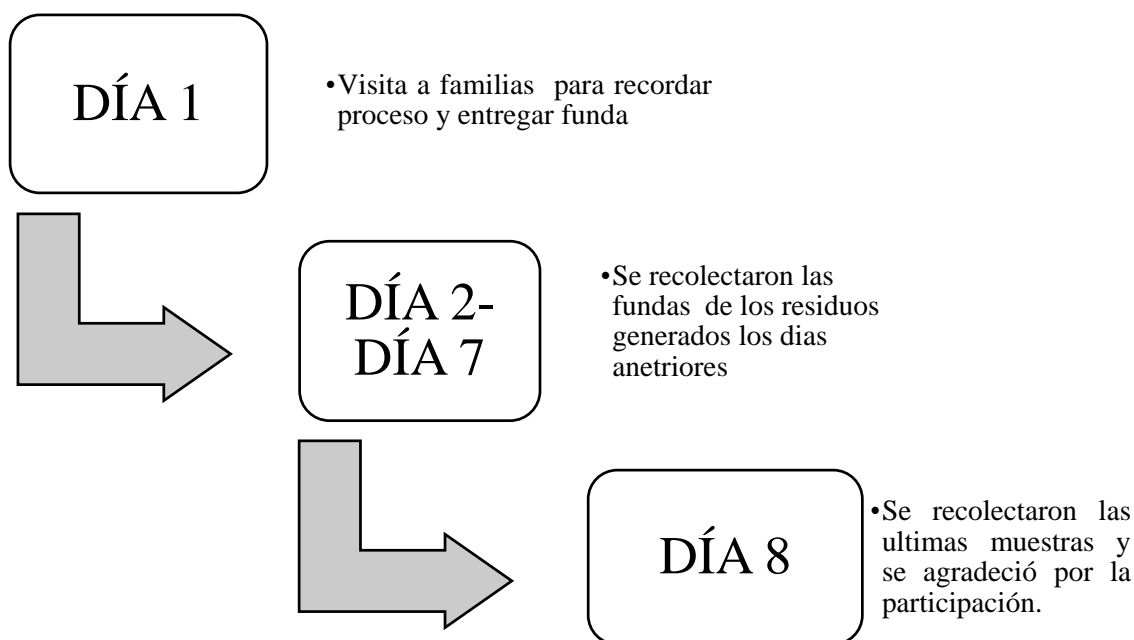 DÍA 1
•Visita a familias para recordar
proceso y entregar funda
DÍA 2-
DÍA 7
•Se recolectaron las
fundas de los residuos
generados los dias
anetriores
DÍA 8
•Se recolectaron las
ultimas muestras y
se agradeció por la
participación.